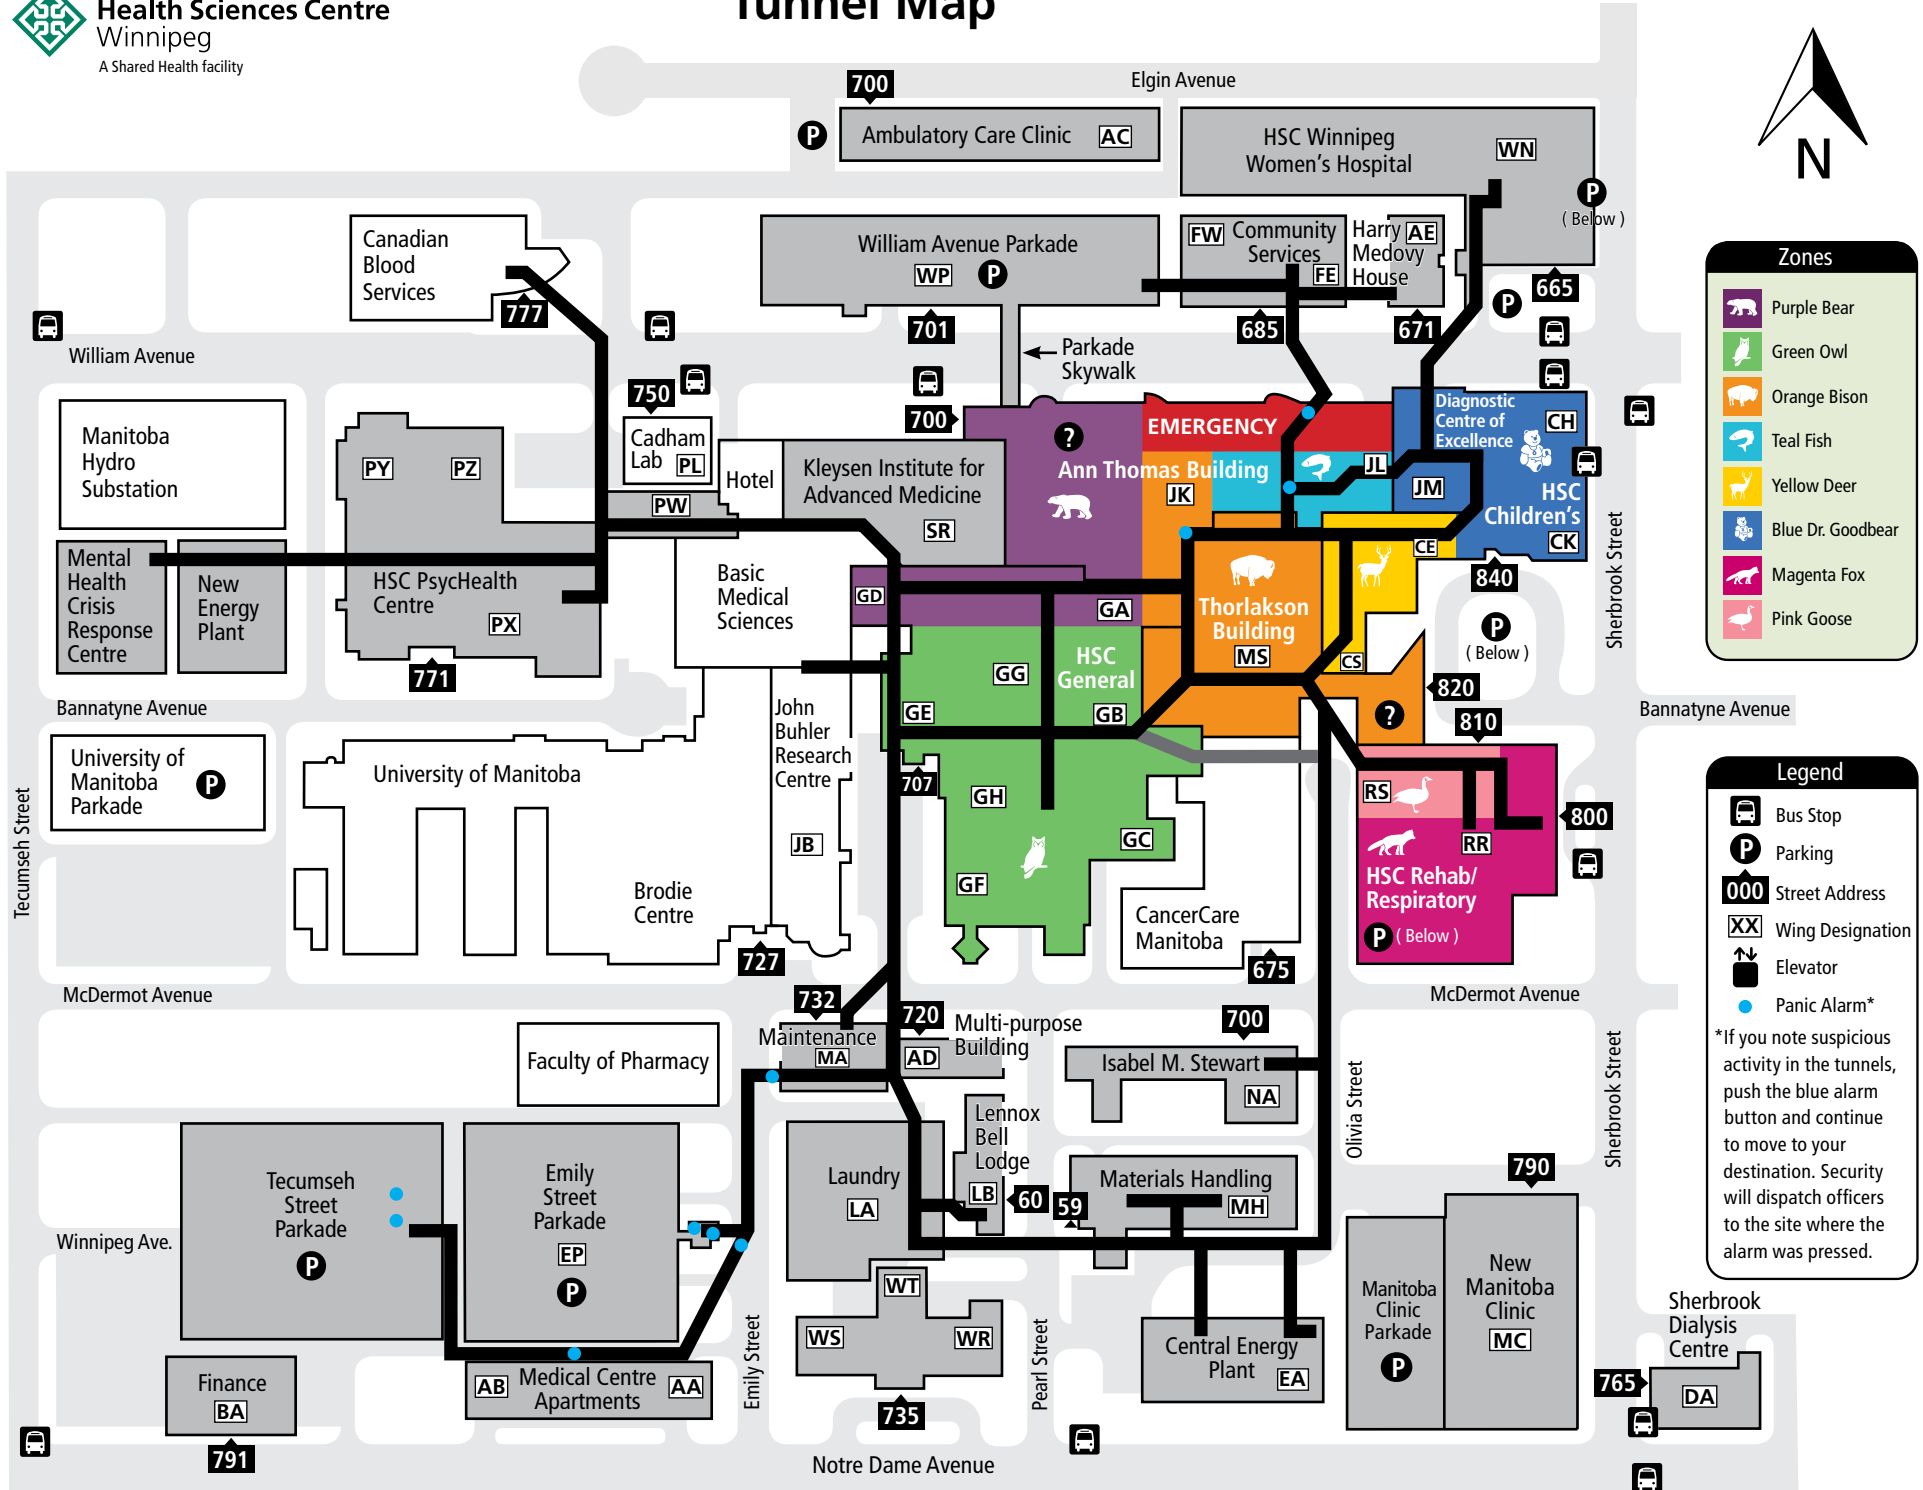 Health Sciences Centre
Winnipeg
A Shared Health facility
Tunnel Map
Elgin Avenue
700
P
Ambulatory Care Clinic AC
HSC Winnipeg
Women's Hospital
WN
P
( Below )
N
Canadian
Blood
Services
777
William Avenue Parkade
WP P
701
FW Community
Services
FE
685
Harry AE
Medovy
House
671
P
665
William Avenue
Parkade
Skywalk
Zones
Purple Bear
Green Owl
Orange Bison
Teal Fish
Yellow Deer
Blue Dr. Goodbear
Magenta Fox
Pink Goose
Manitoba
Hydro
Substation
PY PZ
750
Cadham
Lab PL
PW
Hotel
Kleysen Institute for
Advanced Medicine
SR
700
?
EMERGENCY
Ann Thomas Building
JK
JL
JM
Diagnostic
Centre of
Excellence
CH
HSC
Children's
CK
CE
840
P
( Below )
Sherbrook Street
Mental
Health
Crisis
Response
Centre
New
Energy
Plant
HSC PsycHealth
Centre
PX
771
Basic
Medical
Sciences
GD
GA
Thorlakson
Building
MS
CS
HSC
General
GG
GE
GB
820
?
810
Bannatyne Avenue
Bannatyne Avenue
University of
Manitoba
Parkade
P
University of Manitoba
John
Buhler
Research
Centre
JB
707
GH
GC
GF
Brodie
Centre
727
CancerCare
Manitoba
675
RS
RR
HSC Rehab/
Respiratory
P ( Below )
800
Tecumseh Street
Legend
Bus Stop
P Parking
000 Street Address
XX Wing Designation
Elevator
Panic Alarm*
*If you note suspicious
activity in the tunnels,
push the blue alarm
button and continue
to move to your
destination. Security
will dispatch officers
to the site where the
alarm was pressed.
McDermot Avenue
McDermot Avenue
732
Maintenance
MA
720
AD
Multi-purpose
Building
Faculty of Pharmacy
700
Isabel M. Stewart
NA
Olivia Street
Sherbrook Street
Lennox
Bell
Lodge
LB
60
Laundry
LA
59
Materials Handling
MH
Tecumseh
Street
Parkade
P
Emily
Street
Parkade
EP
P
Winnipeg Ave.
WT
WS
WR
735
Emily Street
Pearl Street
Central Energy
Plant
EA
Manitoba
Clinic
Parkade
P
790
New
Manitoba
Clinic
MC
Sherbrook
Dialysis
Centre
765
DA
Finance
BA
791
AB Medical Centre AA
Apartments
Notre Dame Avenue